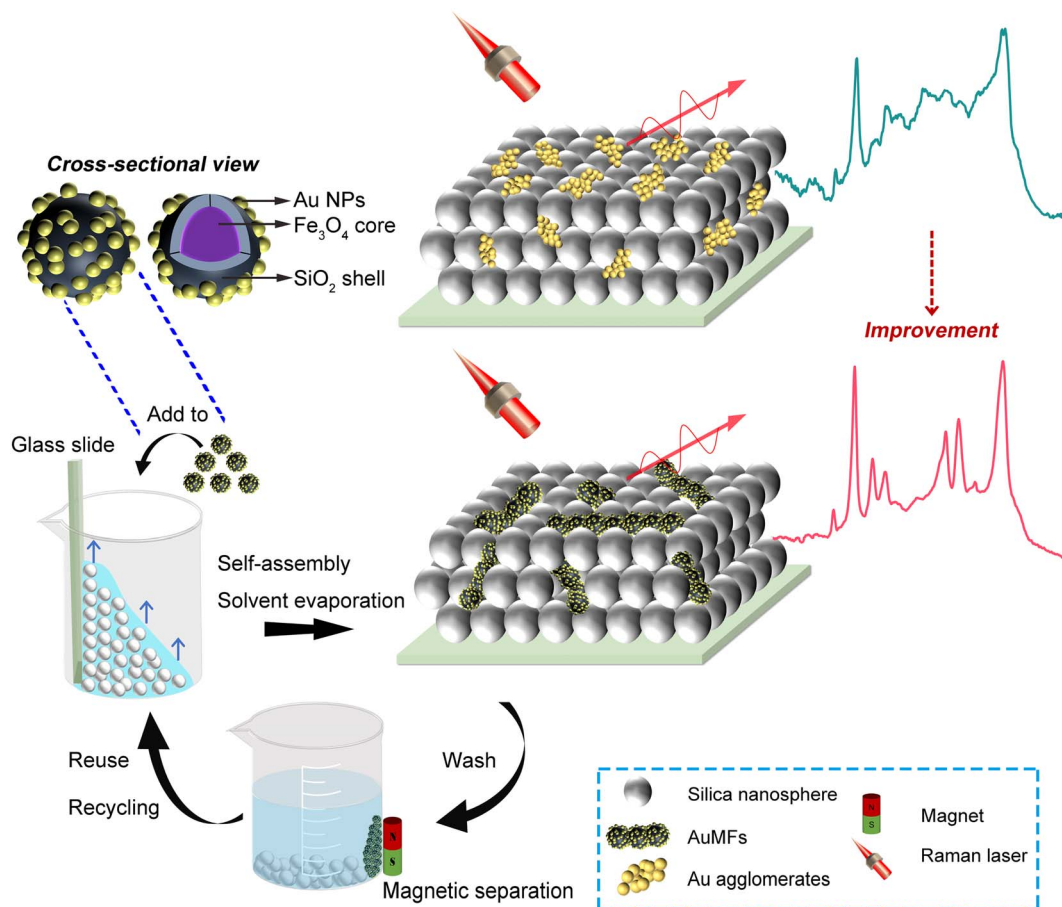 Cross-sectional view
Au NPs
Fe₃O₄ core
SiO₂ shell
Improvement
Add to
Glass slide
Self-assembly
Solvent evaporation
Reuse
Recycling
Wash
N
S
Magnetic separation
Silica nanosphere
AuMFs
Au agglomerates
N
S
Magnet
Raman laser